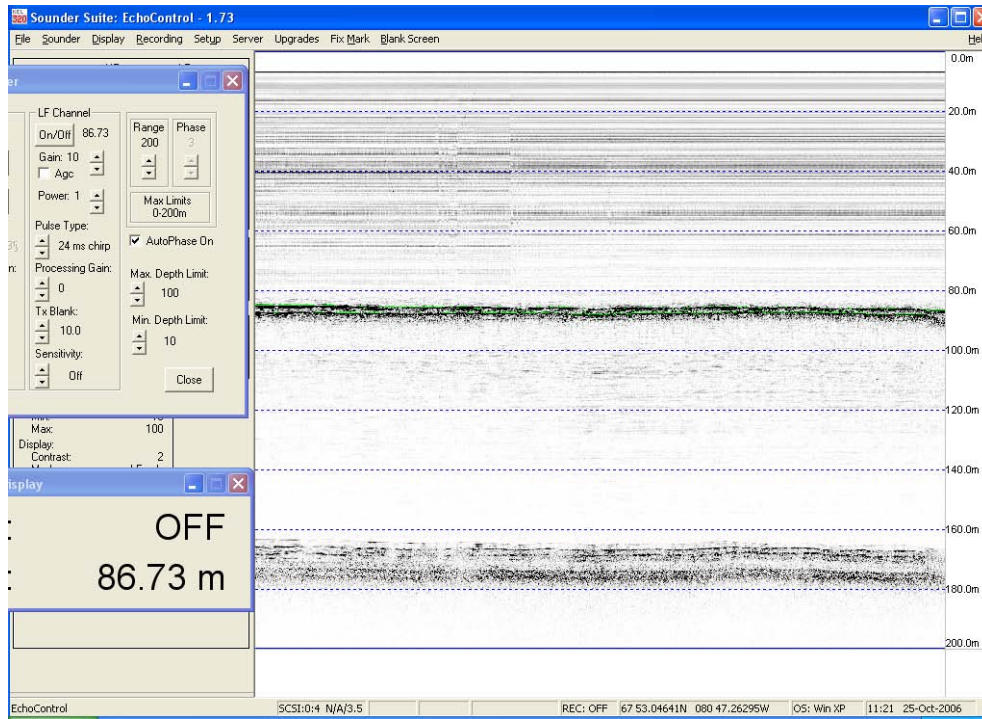 Sounder Suite: EchoControl - 1.73
File Sounder Display Recording Setup Server Upgrades Fix Mark Blank Screen Hel
0.0m
20.0m
40.0m
60.0m
80.0m
100.0m
120.0m
140.0m
160.0m
180.0m
200.0m
er
LF Channel
On/Off 86.73
Gain: 10
Agc
Power: 1
Pulse Type:
24 ms chirp
Processing Gain:
0
Tx Blank:
10.0
Sensitivity:
Off
Range Phase
200 3
Max Limits
0-200m
AutoPhase On
Max. Depth Limit:
100
Min. Depth Limit:
10
Close
n:
Max: 100
Display:
Contrast: 2
isplay
: OFF
: 86.73 m
EchoControl SCSI:0:4 N/A/3.5 REC: OFF 67 53.04641N 080 47.26295W OS: Win XP 11:21 25-Oct-2006